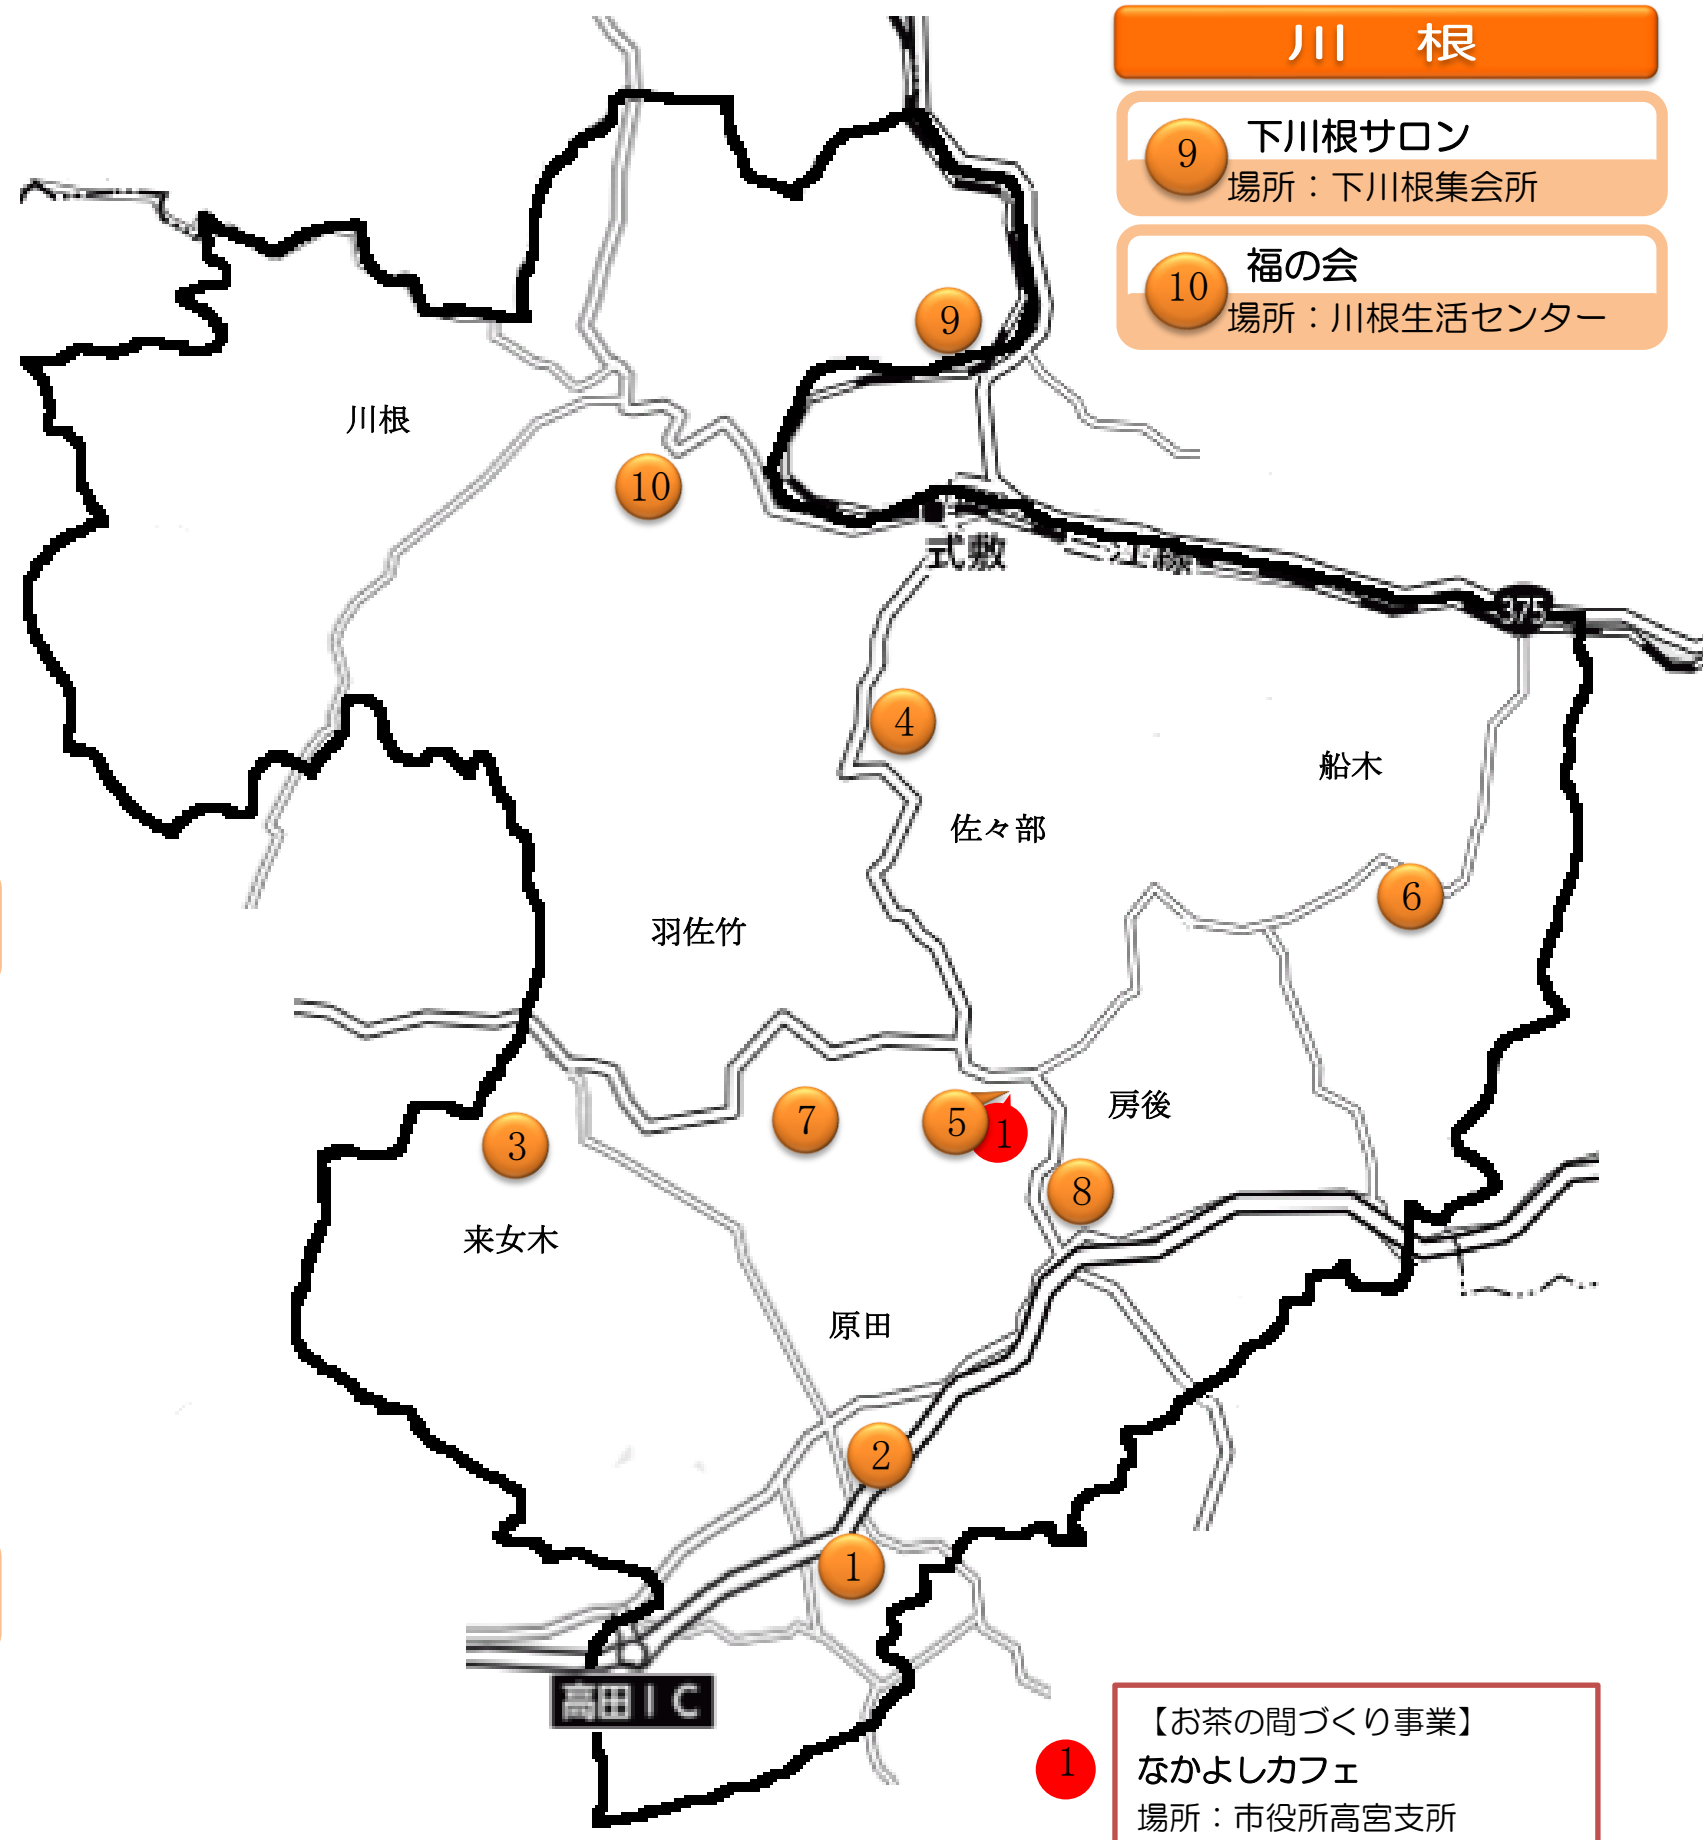 川 根
9 下川根サロン
場所：下川根集会所
10 福の会
場所：川根生活センター
9
川根
10
式敷
江線
375
4
船木
佐々部
6
羽佐竹
7
5
1
房後
3
8
来女木
原田
2
1
高田IC
【お茶の間づくり事業】
1 なかよしカフェ
場所：市役所高宮支所